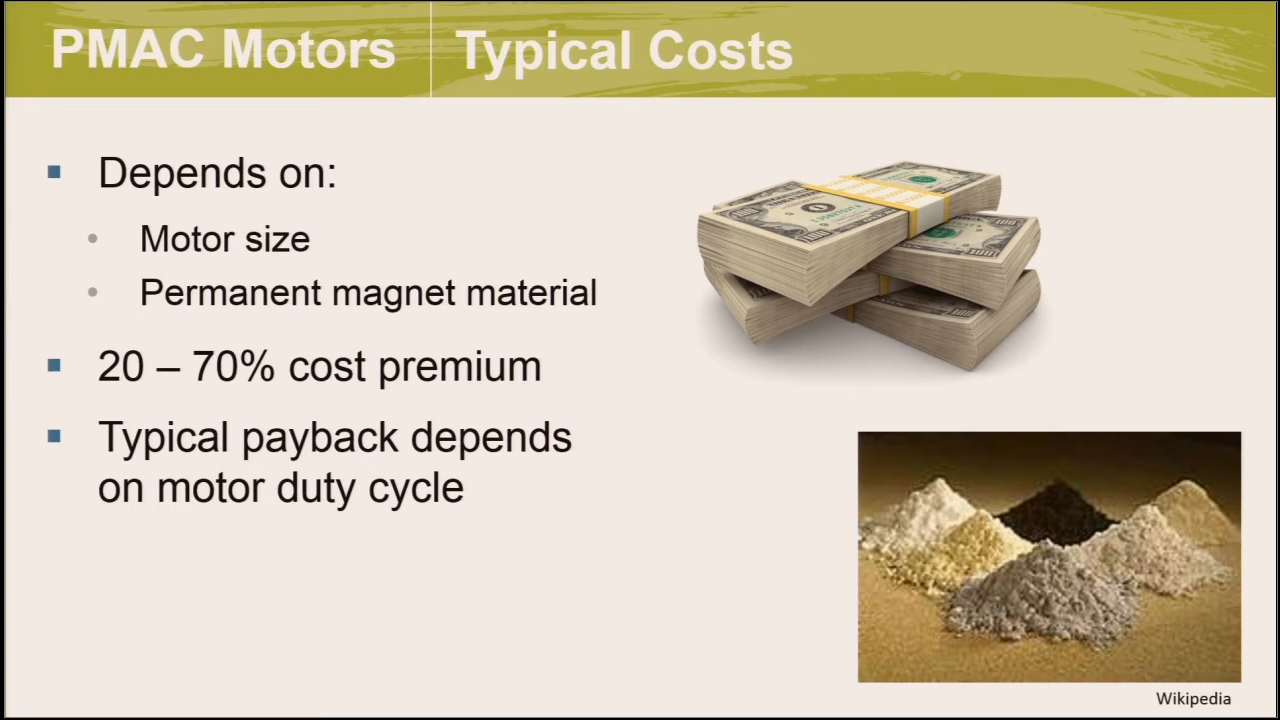 PMAC Motors
Typical Costs
Depends on:
Motor size
Permanent magnet material
20 – 70% cost premium
Typical payback depends
on motor duty cycle
100
Wikipedia